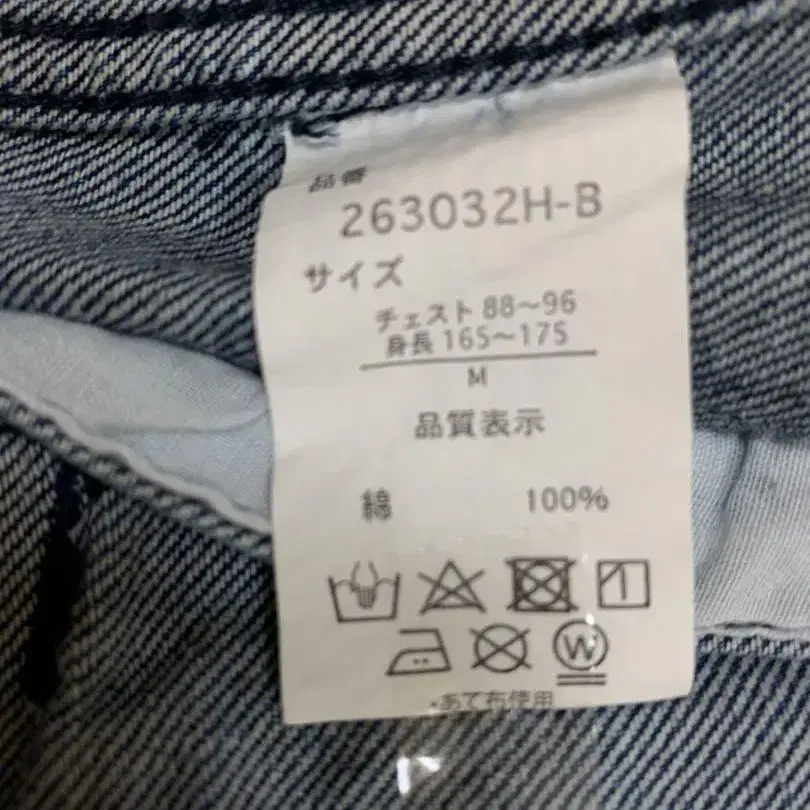 品番
263032H-B
サイズ
チェスト 88〜96
身長 165〜175
M
品質表示
綿 100%
W
・あて布使用